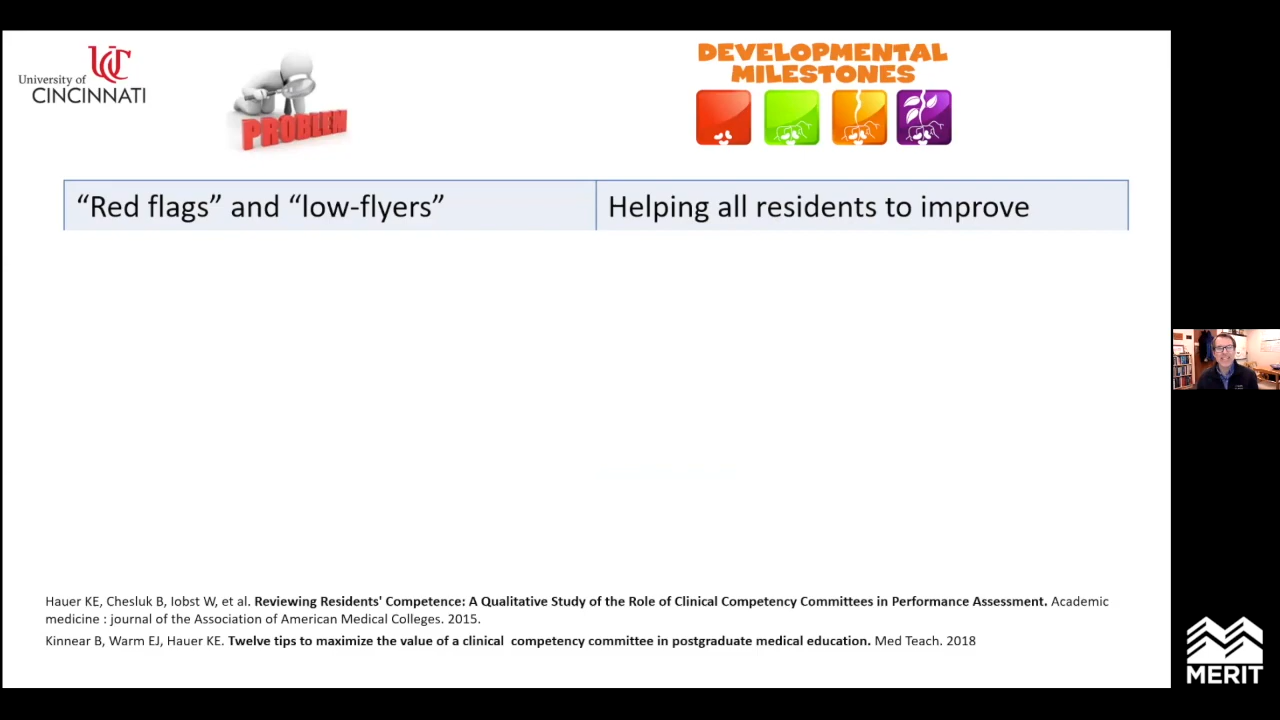 University of
CINCINNATI
PROBLEM
DEVELOPMENTAL
MILESTONES
“Red flags” and “low-flyers”
Helping all residents to improve
Hauer KE, Chesluk B, Iobst W, et al. Reviewing Residents' Competence: A Qualitative Study of the Role of Clinical Competency Committees in Performance Assessment. Academic
medicine : journal of the Association of American Medical Colleges. 2015.
Kinnear B, Warm EJ, Hauer KE. Twelve tips to maximize the value of a clinical  competency committee in postgraduate medical education. Med Teach. 2018
MERIT